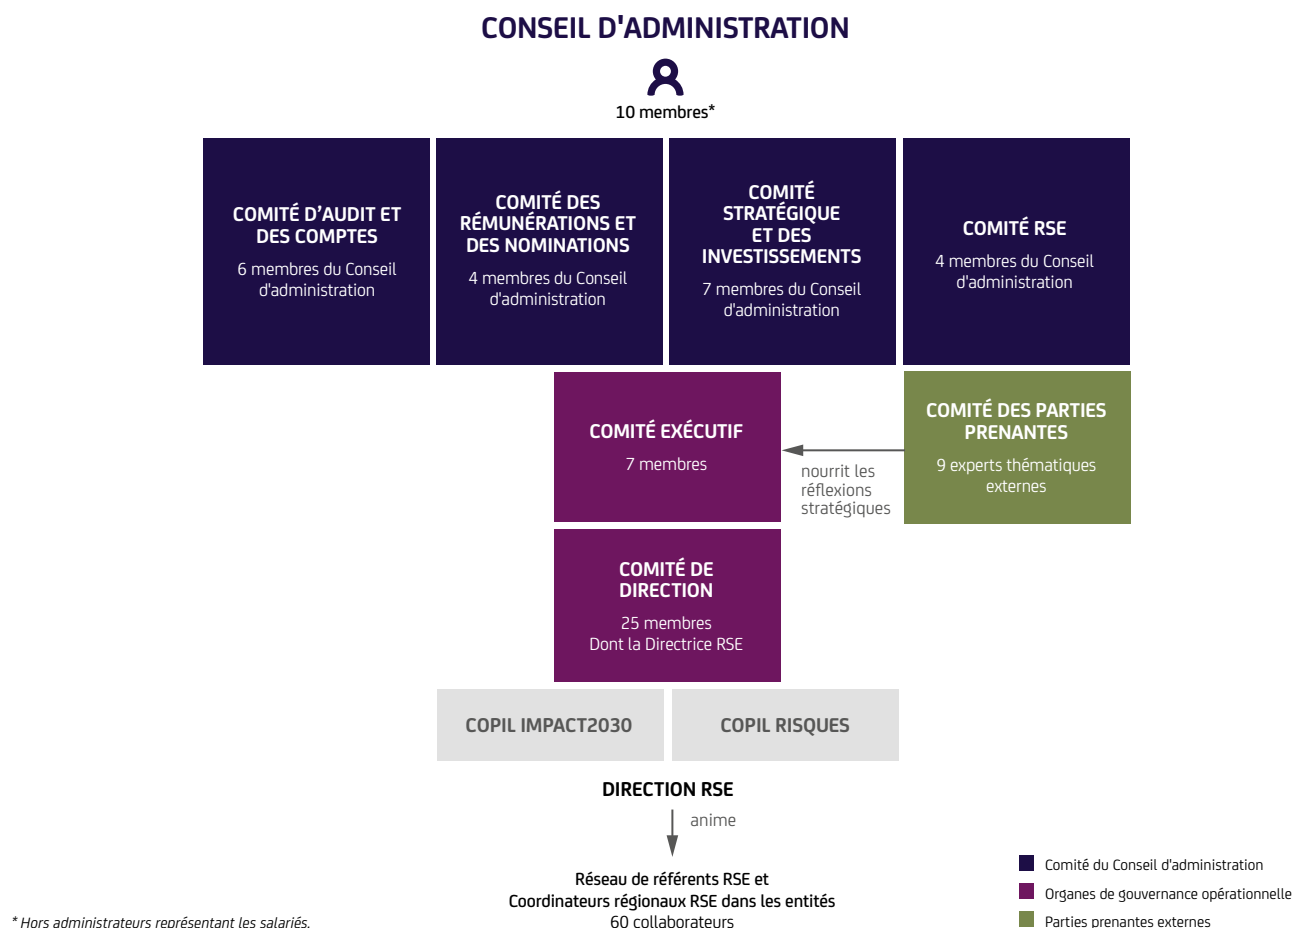 CONSEIL D'ADMINISTRATION
10 membres*
COMITÉ D’AUDIT ET
DES COMPTES
6 membres du Conseil
d'administration
COMITÉ DES
RÉMUNÉRATIONS ET
DES NOMINATIONS
4 membres du Conseil
d'administration
COMITÉ
STRATÉGIQUE
ET DES
INVESTISSEMENTS
7 membres du Conseil
d'administration
COMITÉ RSE
4 membres du Conseil
d'administration
COMITÉ EXÉCUTIF
7 membres
nourrit les
réflexions
stratégiques
COMITÉ DES PARTIES
PRENANTES
9 experts thématiques
externes
COMITÉ DE
DIRECTION
25 membres
Dont la Directrice RSE
COPIL IMPACT2030
COPIL RISQUES
DIRECTION RSE
anime
Réseau de référents RSE et
Coordinateurs régionaux RSE dans les entités
60 collaborateurs
Comité du Conseil d'administration
Organes de gouvernance opérationnelle
Parties prenantes externes
* Hors administrateurs représentant les salariés.